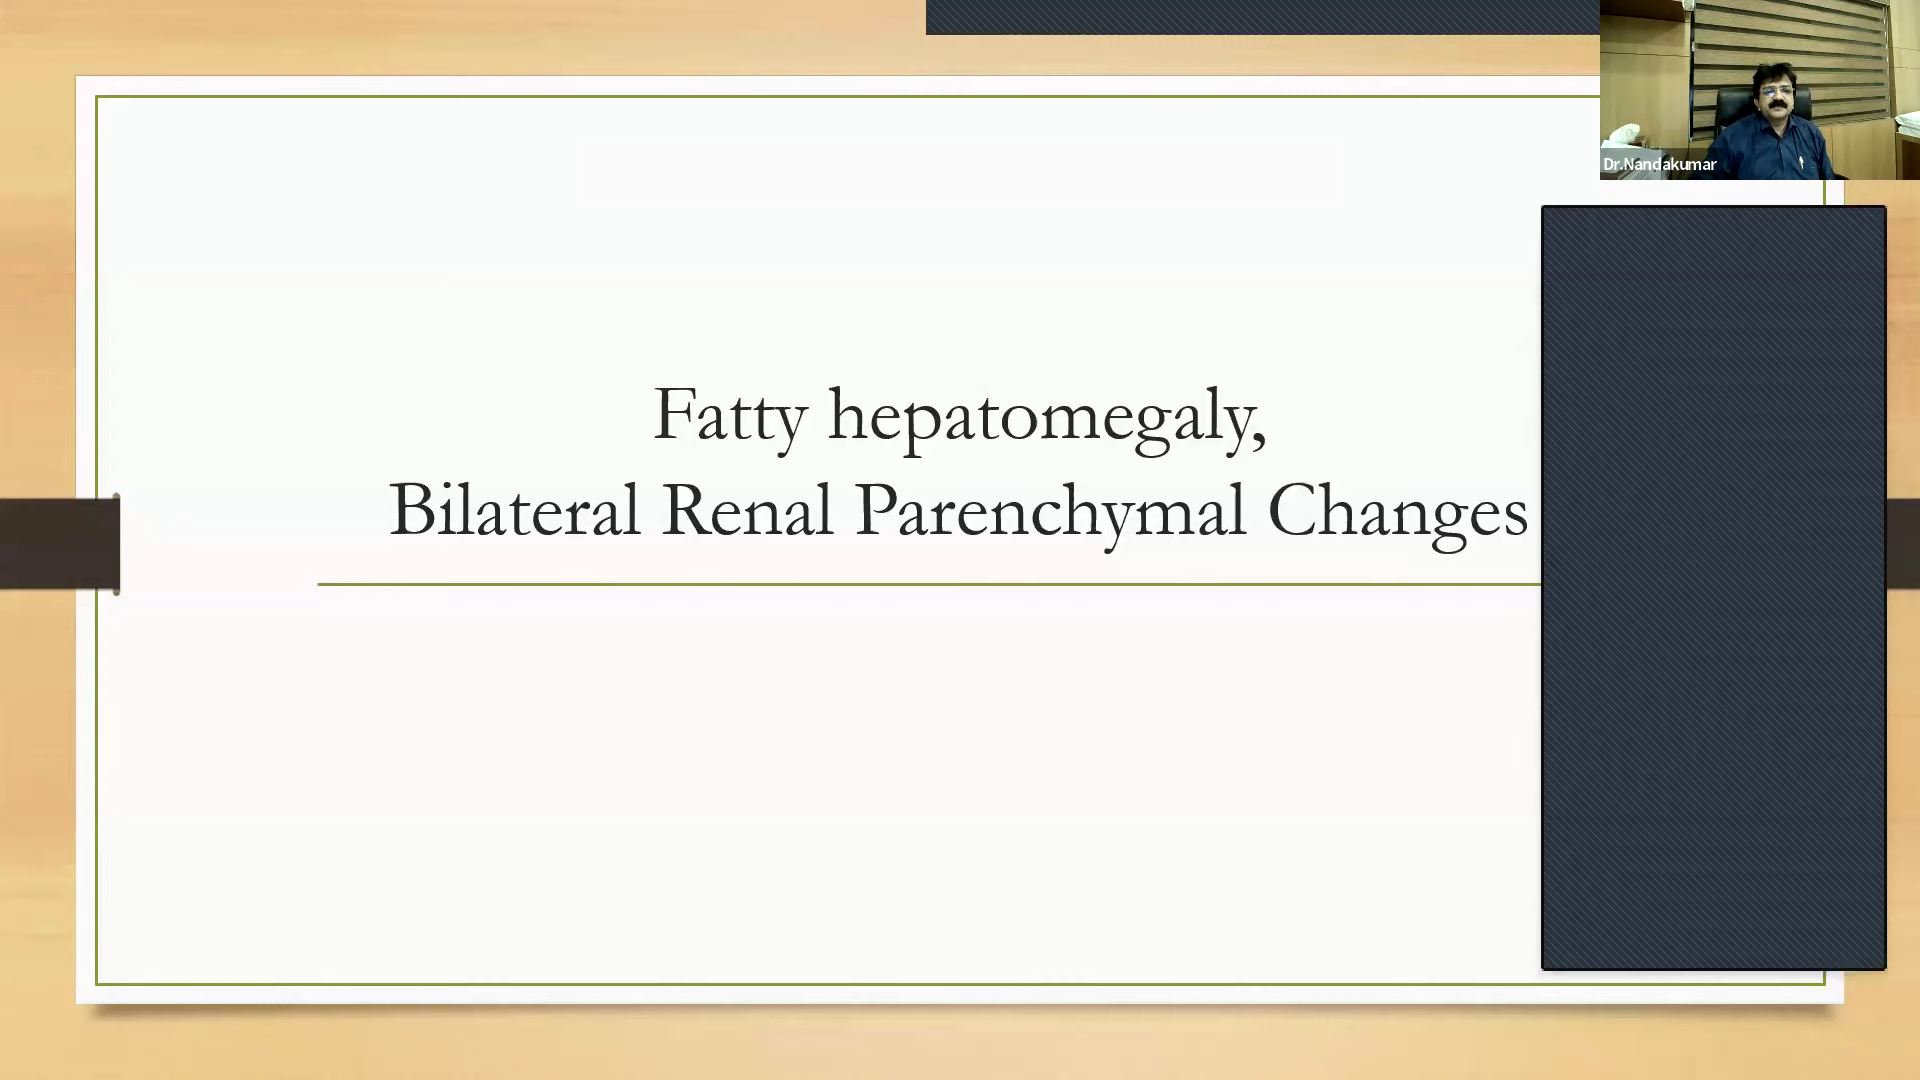 Dr.Nandakumar
Fatty hepatomegaly,
Bilateral Renal Parenchymal Changes